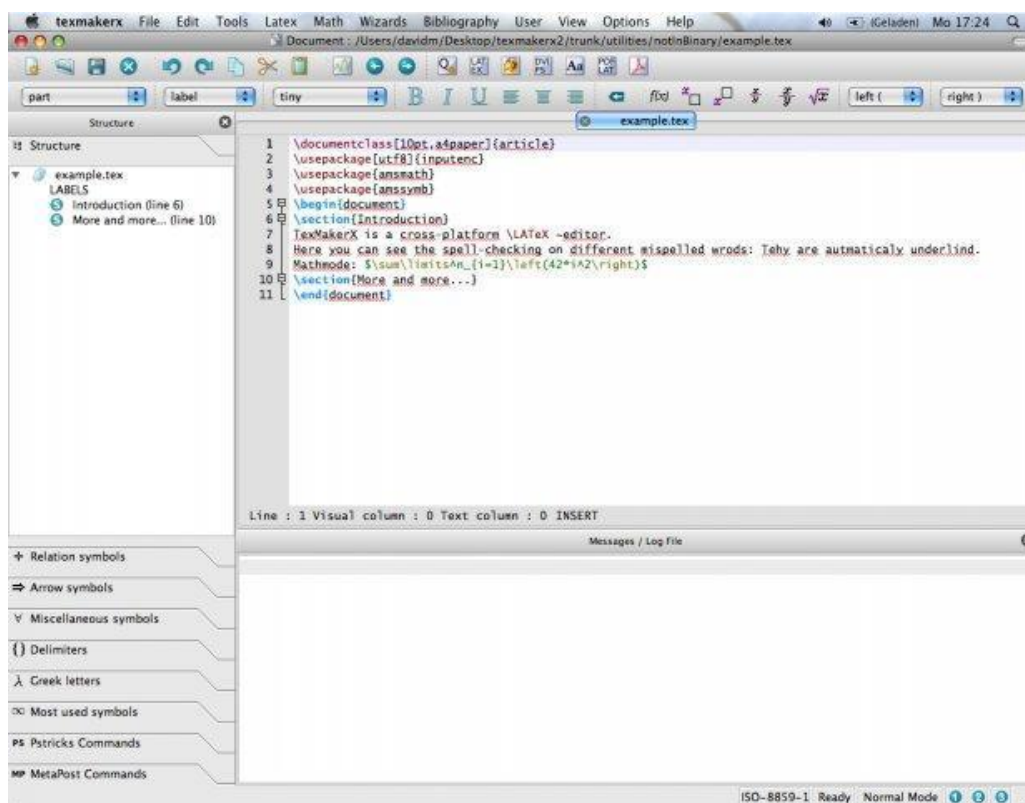 texmakerx File Edit Tools Latex Math Wizards Bibliography User View Options Help (Geladen) Mo 17:24
Document : /Users/davidm/Desktop/texmakerx2/trunk/utilities/notInBinary/example.tex
part label tiny B I U f(x) left ( right )
Structure
example.tex
Structure
example.tex
LABELS
Introduction (line 6)
More and more... (line 10)
1 \documentclass[10pt,a4paper]{article}
2 \usepackage[utf8]{inputenc}
3 \usepackage{amsmath}
4 \usepackage{amssymb}
5 \begin{document}
6 \section{Introduction}
7 TexMakerX is a cross-platform \LATeX -editor.
8 Here you can see the spell-checking on different mispelled wrods: Tehy are autmaticaly underlind.
9 Mathmode: $\sum\limits^n_{i=1}\left(42*i^2\right)$
10 \section{More and more...}
11 \end{document}
Line : 1 Visual column : 0 Text column : 0 INSERT
Messages / Log File
Relation symbols
Arrow symbols
Miscellaneous symbols
{} Delimiters
λ Greek letters
Most used symbols
PS Pstricks Commands
MP MetaPost Commands
ISO-8859-1 Ready Normal Mode 1 2 3